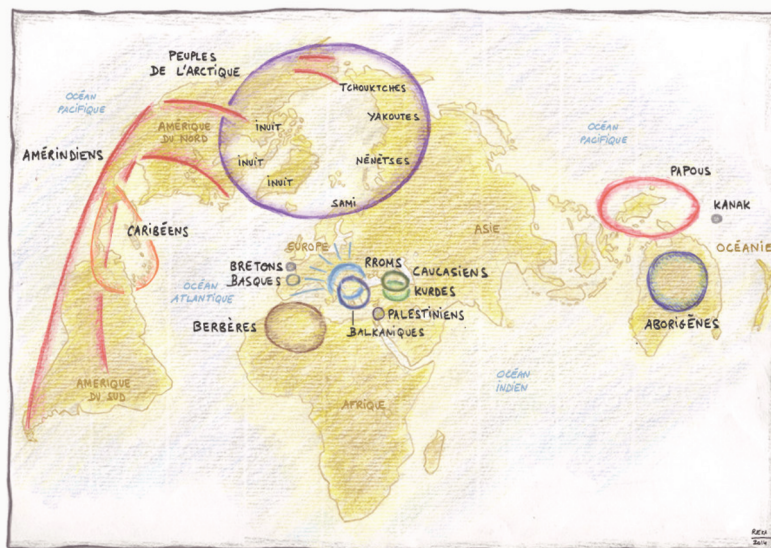 PEUPLES
DE L'ARCTIQUE
OCÉAN
PACIFIQUE
TCHOUKTCHES
AMÉRIQUE
DU NORD
INUIT
YAKOUTES
OCÉAN
PACIFIQUE
AMÉRINDIENS
INUIT
NÉNÈTSES
INUIT
PAPOUS
SAMI
KANAK
CARIBÉENS
ASIE
EUROPE
OCÉANIE
RROMS
BRETONS
CAUCASIENS
BASQUES
KURDES
OCÉAN
ATLANTIQUE
PALESTINIENS
BERBÈRES
BALKANIQUES
ABORIGÈNES
OCÉAN
INDIEN
AMÉRIQUE
DU SUD
AFRIQUE
2014